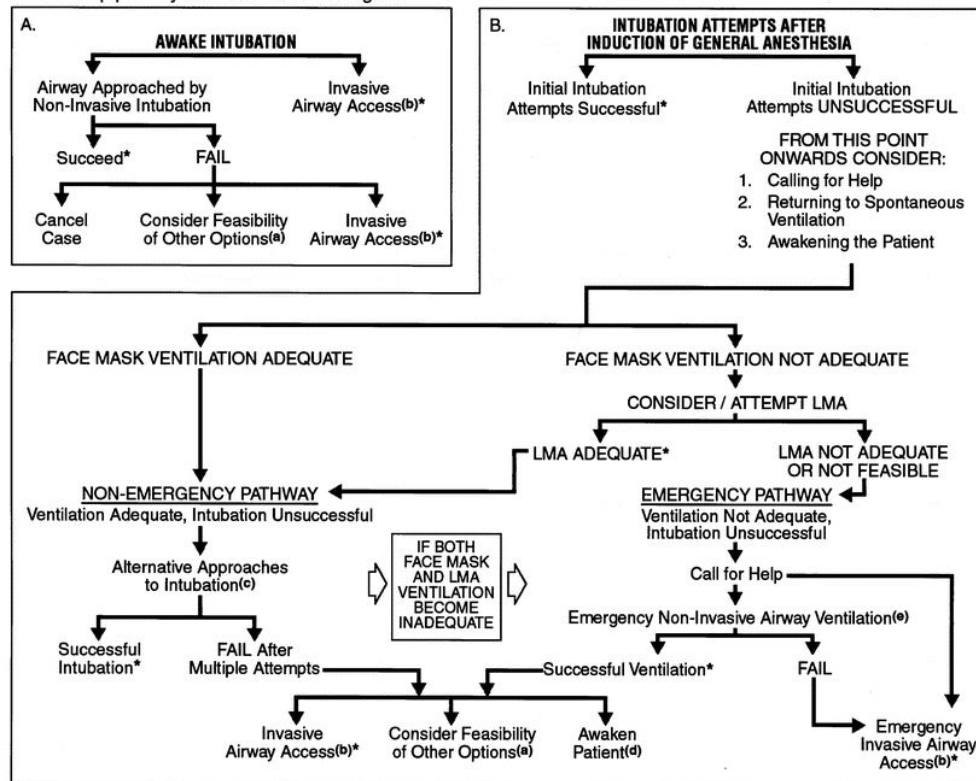 A.
AWAKE INTUBATION
Airway Approached by
Non-Invasive Intubation
Invasive
Airway Access(b)*
Succeed*
FAIL
Cancel
Case
Consider Feasibility
of Other Options(a)
Invasive
Airway Access(b)*
B.
INTUBATION ATTEMPTS AFTER
INDUCTION OF GENERAL ANESTHESIA
Initial Intubation
Attempts Successful*
Initial Intubation
Attempts UNSUCCESSFUL
FROM THIS POINT
ONWARDS CONSIDER:
1. Calling for Help
2. Returning to Spontaneous
Ventilation
3. Awakening the Patient
FACE MASK VENTILATION ADEQUATE
FACE MASK VENTILATION NOT ADEQUATE
CONSIDER / ATTEMPT LMA
LMA ADEQUATE*
LMA NOT ADEQUATE
OR NOT FEASIBLE
NON-EMERGENCY PATHWAY
Ventilation Adequate, Intubation Unsuccessful
EMERGENCY PATHWAY
Ventilation Not Adequate,
Intubation Unsuccessful
Alternative Approaches
to Intubation(c)
IF BOTH
FACE MASK
AND LMA
VENTILATION
BECOME
INADEQUATE
Call for Help
Emergency Non-Invasive Airway Ventilation(e)
Successful
Intubation*
FAIL After
Multiple Attempts
Successful Ventilation*
FAIL
Invasive
Airway Access(b)*
Consider Feasibility
of Other Options(a)
Awaken
Patient(d)
Emergency
Invasive Airway
Access(b)*